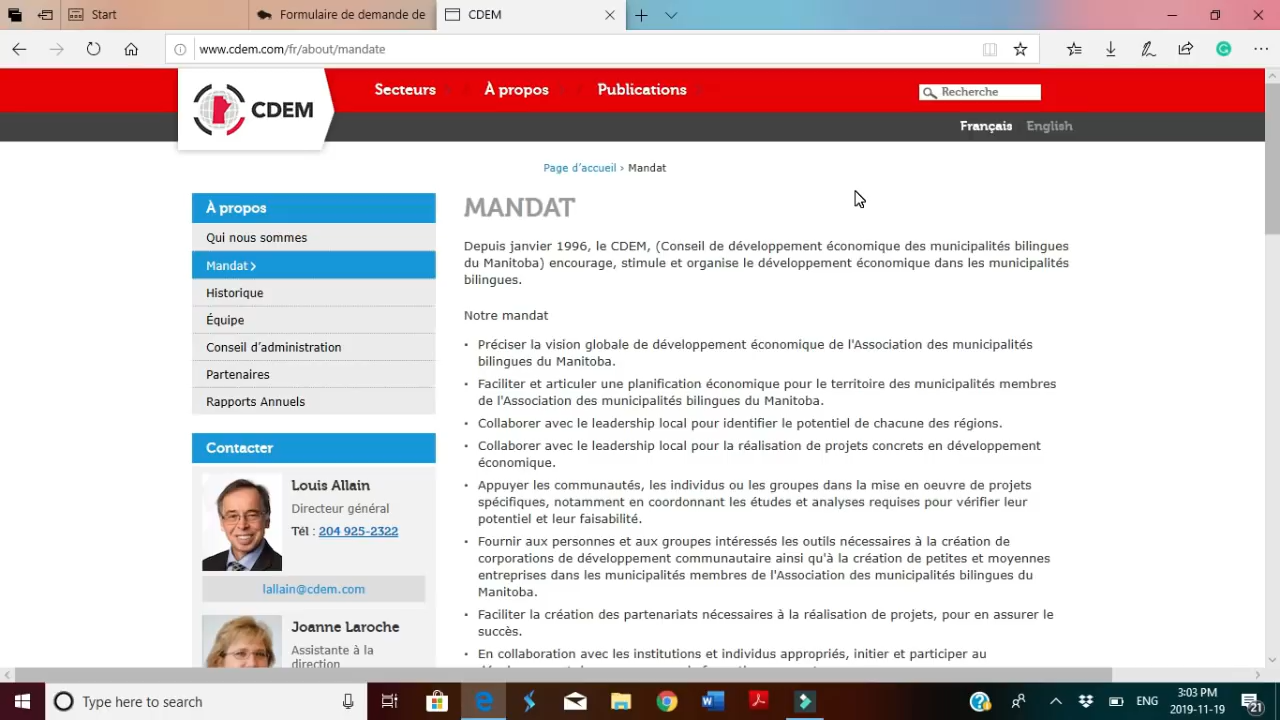 Start
Formulaire de demande de
CDEM
www.cdem.com/fr/about/mandate
CDEM
Secteurs
À propos
Publications
Recherche
Français
English
Page d'accueil › Mandat
À propos
Qui nous sommes
Mandat ›
Historique
Équipe
Conseil d'administration
Partenaires
Rapports Annuels
Contacter
Louis Allain
Directeur général
Tél : 204 925-2322
lallain@cdem.com
Joanne Laroche
Assistante à la
direction
MANDAT
Depuis janvier 1996, le CDEM, (Conseil de développement économique des municipalités bilingues
du Manitoba) encourage, stimule et organise le développement économique dans les municipalités
bilingues.
Notre mandat
• Préciser la vision globale de développement économique de l'Association des municipalités
bilingues du Manitoba.
• Faciliter et articuler une planification économique pour le territoire des municipalités membres
de l'Association des municipalités bilingues du Manitoba.
• Collaborer avec le leadership local pour identifier le potentiel de chacune des régions.
• Collaborer avec le leadership local pour la réalisation de projets concrets en développement
économique.
• Appuyer les communautés, les individus ou les groupes dans la mise en oeuvre de projets
spécifiques, notamment en coordonnant les études et analyses requises pour vérifier leur
potentiel et leur faisabilité.
• Fournir aux personnes et aux groupes intéressés les outils nécessaires à la création de
corporations de développement communautaire ainsi qu'à la création de petites et moyennes
entreprises dans les municipalités membres de l'Association des municipalités bilingues du
Manitoba.
• Faciliter la création des partenariats nécessaires à la réalisation de projets, pour en assurer le
succès.
• En collaboration avec les institutions et individus appropriés, initier et participer au
Type here to search
ENG
3:03 PM
2019-11-19
21